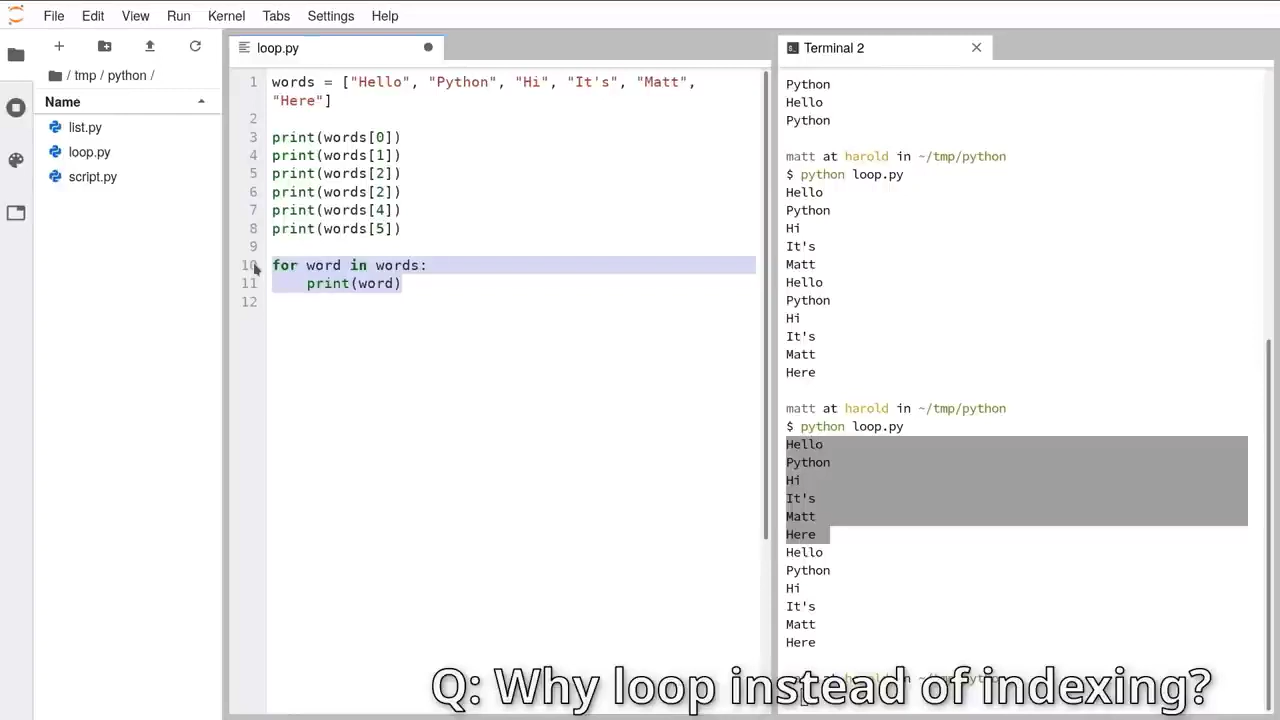 File Edit View Run Kernel Tabs Settings Help
/ tmp / python /
Name
list.py
loop.py
script.py
loop.py
1 words = ["Hello", "Python", "Hi", "It's", "Matt",
"Here"]
2
3 print(words[0])
4 print(words[1])
5 print(words[2])
6 print(words[2])
7 print(words[4])
8 print(words[5])
9
10 for word in words:
11 print(word)
12
Terminal 2
Python
Hello
Python
matt at harold in ~/tmp/python
$ python loop.py
Hello
Python
Hi
It's
Matt
Hello
Python
Hi
It's
Matt
Here
matt at harold in ~/tmp/python
$ python loop.py
Hello
Python
Hi
It's
Matt
Here
Hello
Python
Hi
It's
Matt
Here
Q: Why loop instead of indexing?